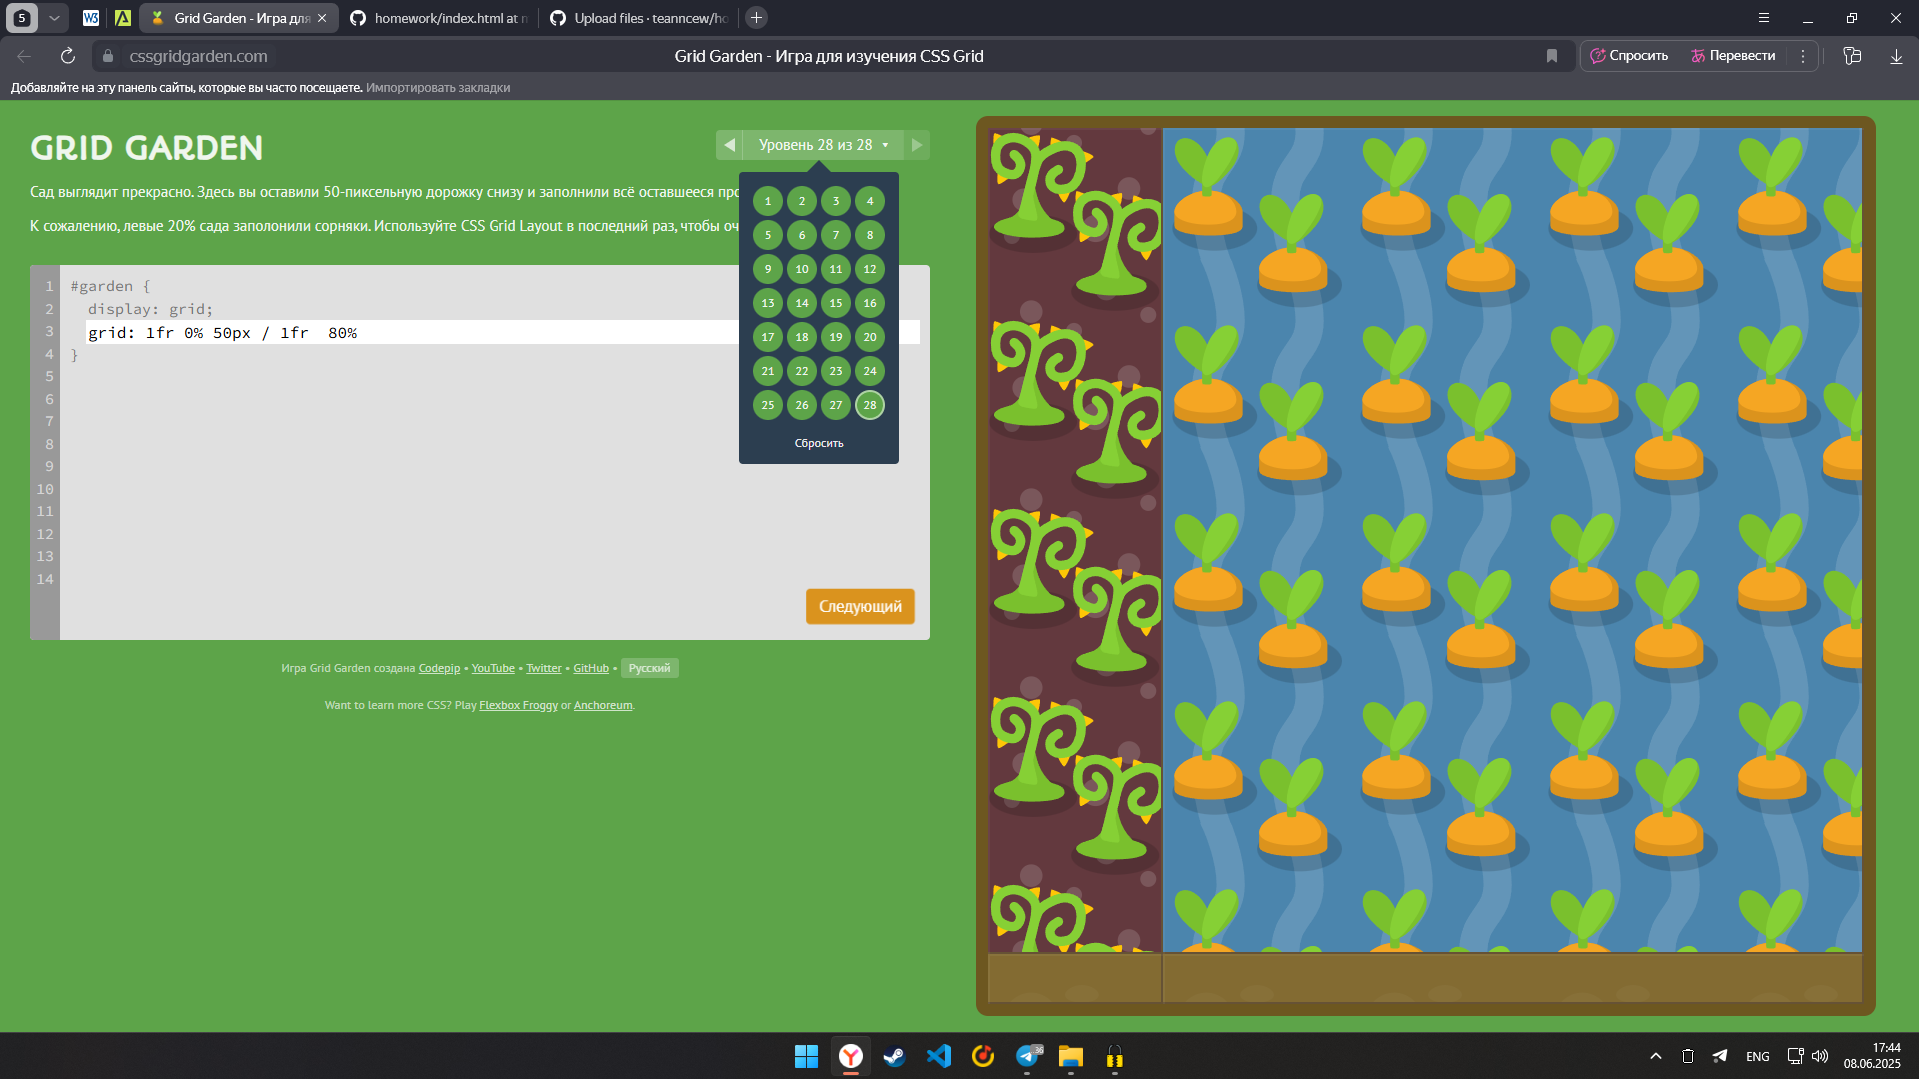 5
Grid Garden - Игра для
homework/index.html at
Upload files · teanncew/ho
cssgridgarden.com
Grid Garden - Игра для изучения CSS Grid
Спросить
Перевести
Добавляйте на эту панель сайты, которые вы часто посещаете. Импортировать закладки
GRID GARDEN
Уровень 28 из 28
Сад выглядит прекрасно. Здесь вы оставили 50-пиксельную дорожку снизу и заполнили всё оставшееся
К сожалению, левые 20% сада заполонили сорняки. Используйте CSS Grid Layout в последний раз, чтобы
1 2 3 4
5 6 7 8
9 10 11 12
13 14 15 16
17 18 19 20
21 22 23 24
25 26 27 28
Сбросить
1 #garden {
2 display: grid;
3 grid: 1fr 0% 50px / 1fr  80%
4 }
5
6
7
8
9
10
11
12
13
14
Следующий
Игра Grid Garden создана Codepip • YouTube • Twitter • GitHub • Русский
Want to learn more CSS? Play Flexbox Froggy or Anchoreum.
36
ENG
17:44
08.06.2025